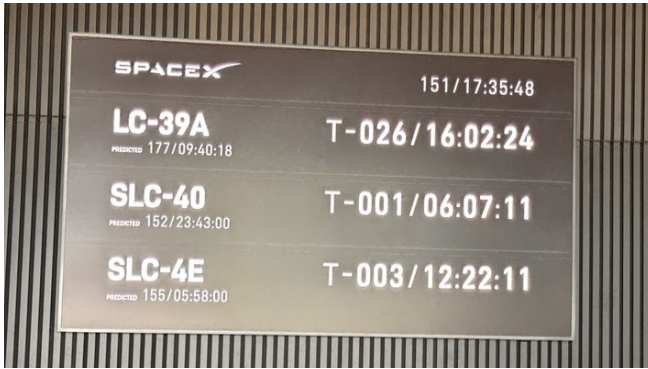 SPACEX
151/17:35:48
LC-39A
T-026/16:02:24
PREDICTED 177/09:40:18
SLC-40
T-001/06:07:11
PREDICTED 152/23:43:00
SLC-4E
T-003/12:22:11
PREDICTED 155/05:58:00